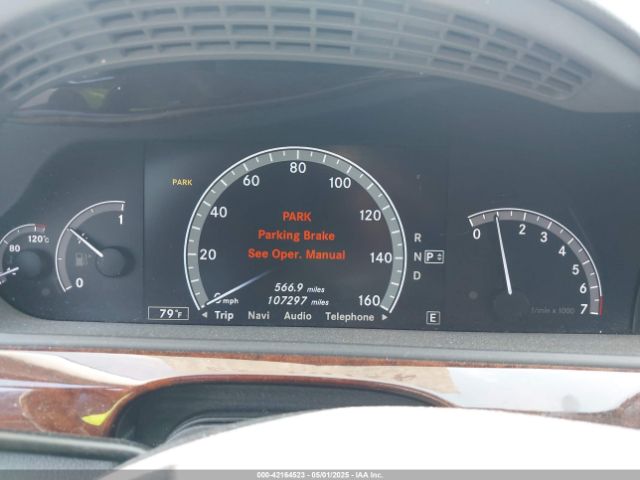 PARK
60 80 100
40 120
20 140
0 mph 160
PARK
Parking Brake
See Oper. Manual
566.9 miles
107297 miles
79°F
Trip Navi Audio Telephone
R
N P
D
E
120°C
80
1
0
0 1 2 3 4 5 6 7
1/min x 1000
000-42164523 - 05/01/2025 - IAA Inc.